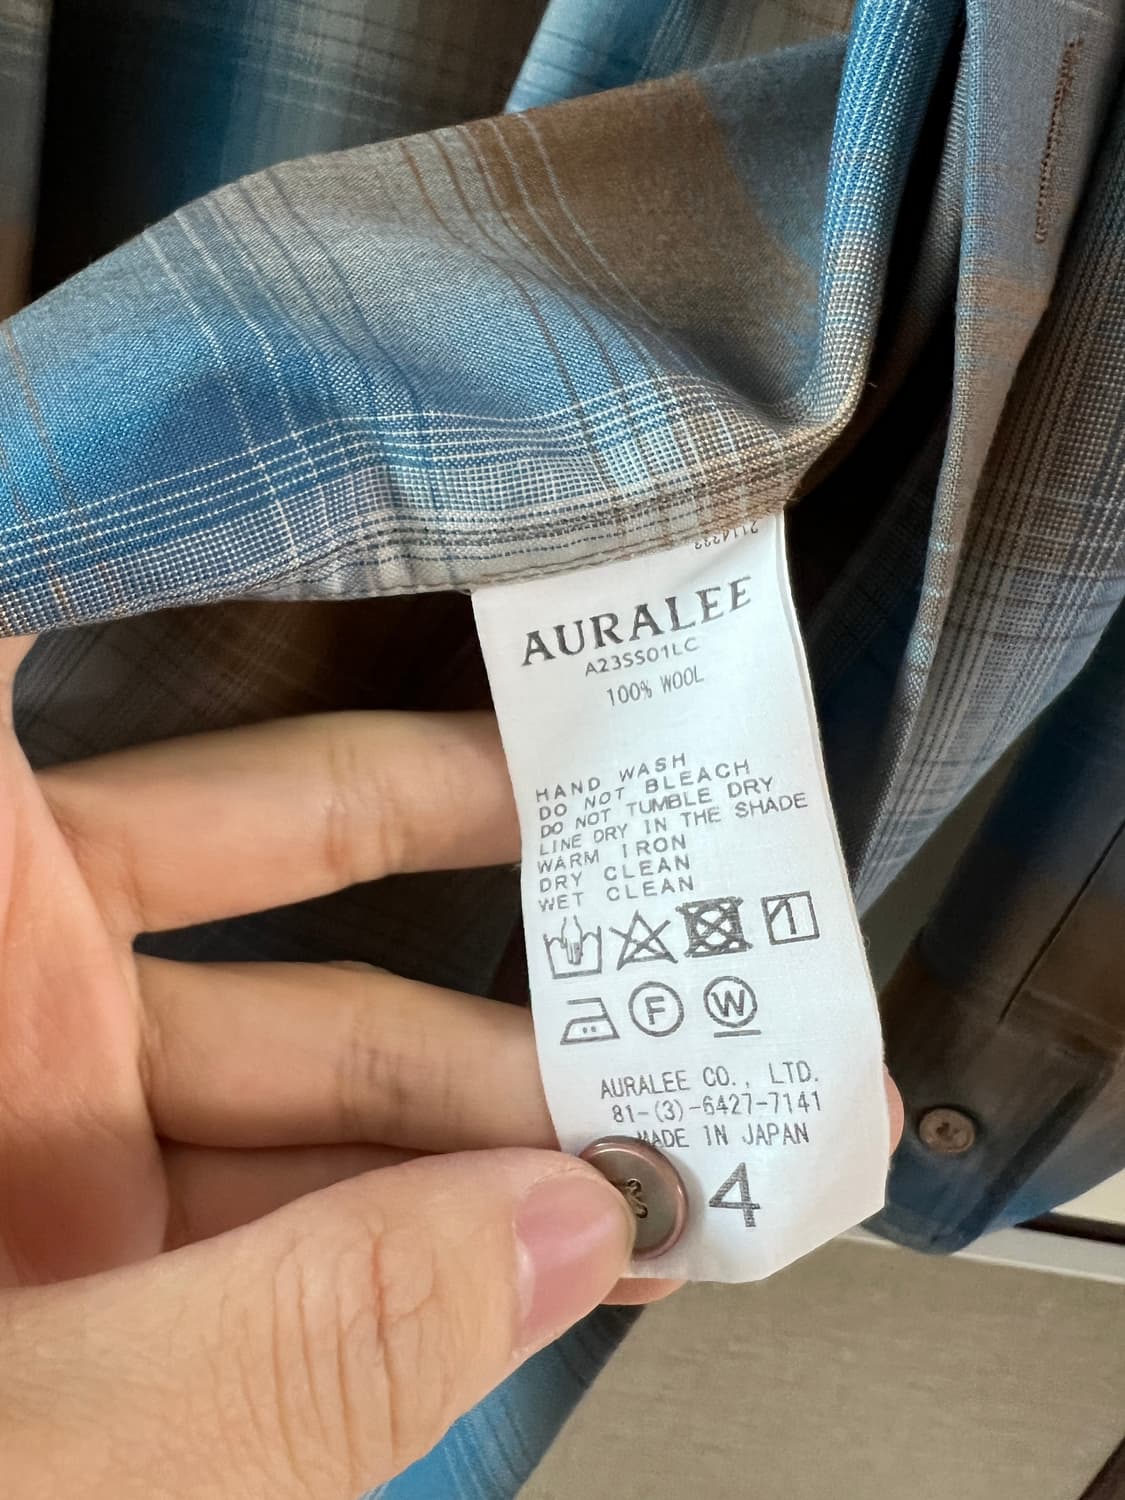 AURALEE
A23SS01LC
100% WOOL
HAND WASH
DO NOT BLEACH
DO NOT TUMBLE DRY
LINE DRY IN THE SHADE
WARM IRON
DRY CLEAN
WET CLEAN
F
W
AURALEE CO., LTD.
81-(3)-6427-7141
MADE IN JAPAN
4